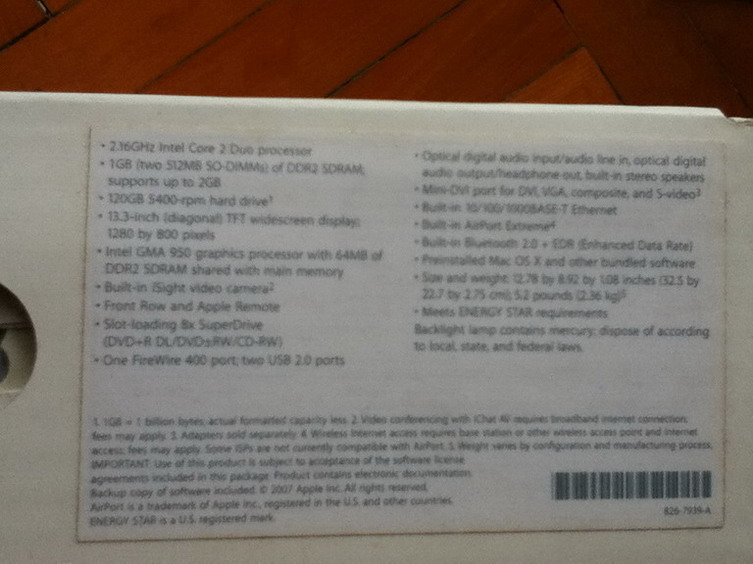 • 2.16GHz Intel Core 2 Duo processor
• 1GB (two 512MB SO-DIMMs) of DDR2 SDRAM;
supports up to 2GB
• 120GB 5400-rpm hard drive¹
• 13.3-inch (diagonal) TFT widescreen display;
1280 by 800 pixels
• Intel GMA 950 graphics processor with 64MB of
DDR2 SDRAM shared with main memory
• Built-in iSight video camera²
• Front Row and Apple Remote
• Slot-loading 8x SuperDrive
(DVD+R DL/DVD±RW/CD-RW)
• One FireWire 400 port; two USB 2.0 ports
• Optical digital audio input/audio line in, optical digital
audio output/headphone out, built-in stereo speakers
• Mini-DVI port for DVI, VGA, composite, and S-video³
• Built-in 10/100/1000BASE-T Ethernet
• Built-in AirPort Extreme⁴
• Built-in Bluetooth 2.0 + EDR (Enhanced Data Rate)
• Preinstalled Mac OS X and other bundled software
• Size and weight: 12.78 by 8.92 by 1.08 inches (32.5 by
22.7 by 2.75 cm); 5.2 pounds (2.36 kg)⁵
• Meets ENERGY STAR requirements
Backlight lamp contains mercury; dispose of according
to local, state, and federal laws.
1. 1GB = 1 billion bytes; actual formatted capacity less. 2. Video conferencing with iChat AV requires broadband Internet connection;
fees may apply. 3. Adapters sold separately. 4. Wireless Internet access requires base station or other wireless access point and Internet
access; fees may apply. Some ISPs are not currently compatible with AirPort. 5. Weight varies by configuration and manufacturing process.
IMPORTANT: Use of this product is subject to acceptance of the software license
agreements included in this package. Product contains electronic documentation.
Backup copy of software included. © 2007 Apple Inc. All rights reserved.
AirPort is a trademark of Apple Inc., registered in the U.S. and other countries.
ENERGY STAR is a U.S. registered mark.
826-7939-A